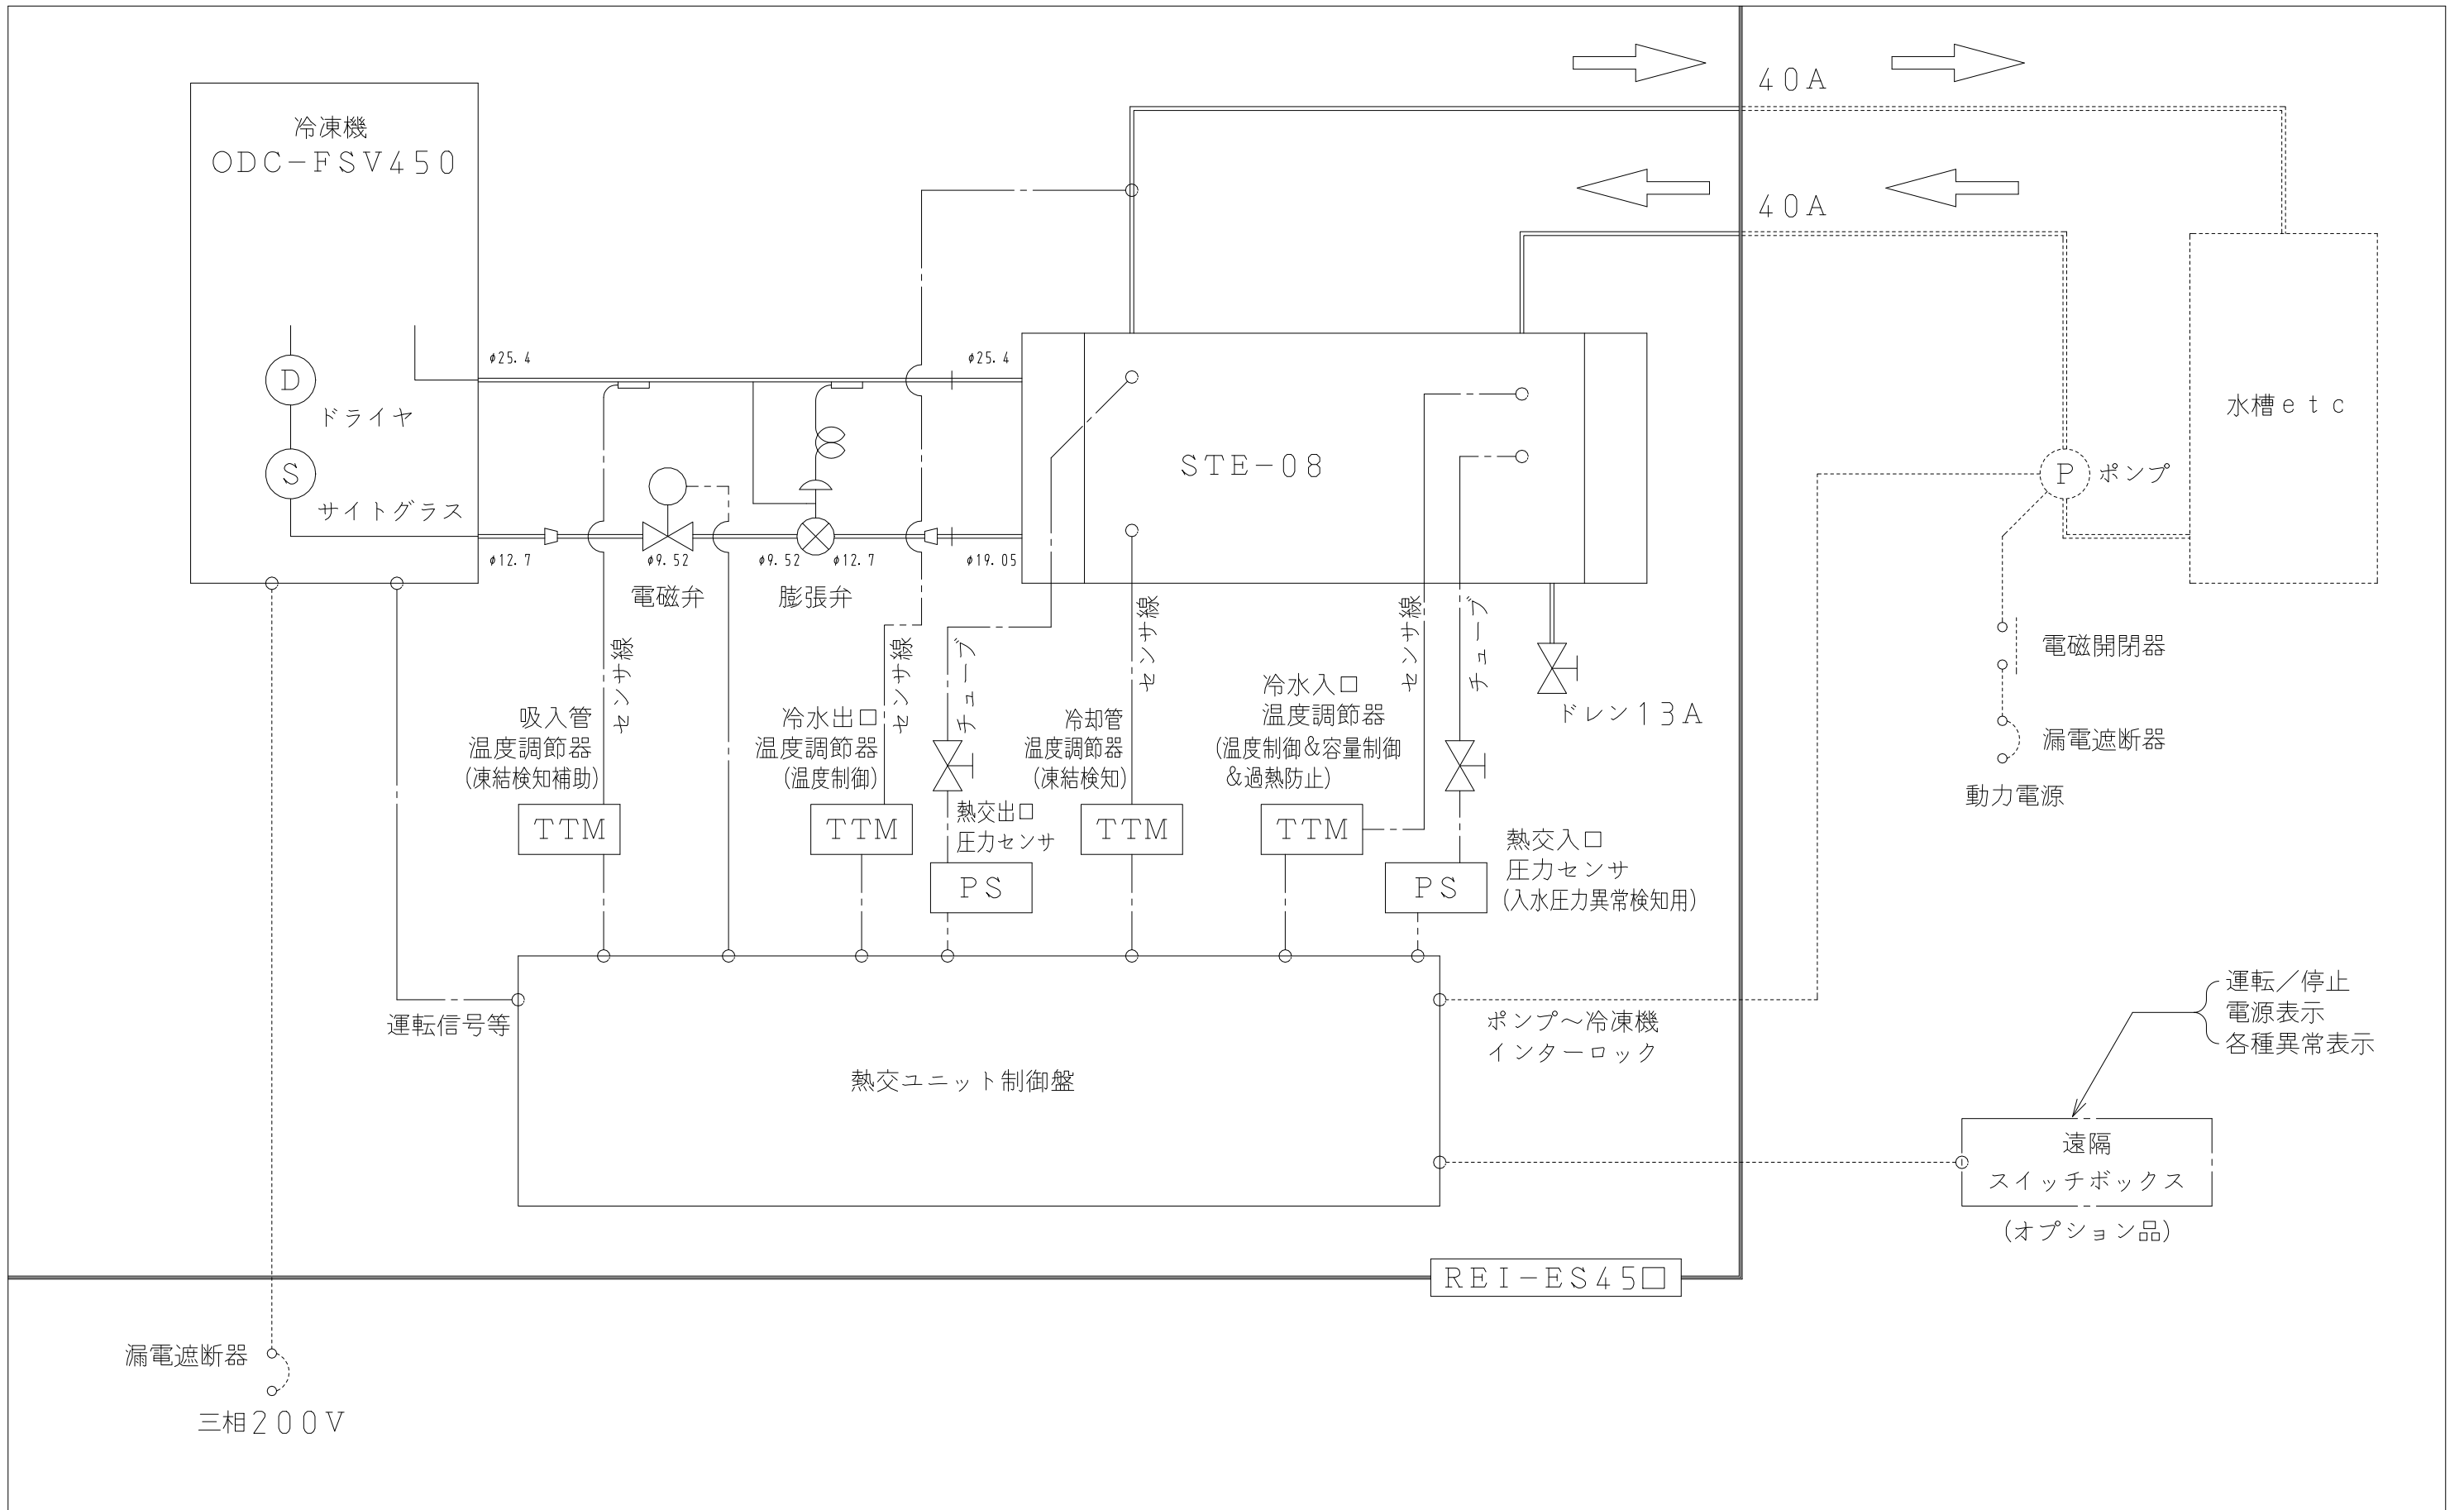 冷凍機
ODC-FSV450
ドライヤ
サイトグラス
D
S
φ25.4
φ25.4
φ12.7
φ9.52
φ9.52
φ12.7
φ19.05
電磁弁
膨張弁
STE-08
40A
40A
水槽etc
P
ポンプ
電磁開閉器
漏電遮断器
動力電源
センサ線
センサ線
チューブ
センサ線
センサ線
チューブ
ドレン13A
吸入管
温度調節器
(凍結検知補助)
TTM
冷水出口
温度調節器
(温度制御)
TTM
熱交出口
圧力センサ
PS
冷却管
温度調節器
(凍結検知)
TTM
冷水入口
温度調節器
(温度制御&容量制御
&過熱防止)
TTM
熱交入口
圧力センサ
(入水圧力異常検知用)
PS
運転信号等
熱交ユニット制御盤
ポンプ～冷凍機
インターロック
運転／停止
電源表示
各種異常表示
遠隔
スイッチボックス
(オプション品)
REI-ES45□
漏電遮断器
三相200V